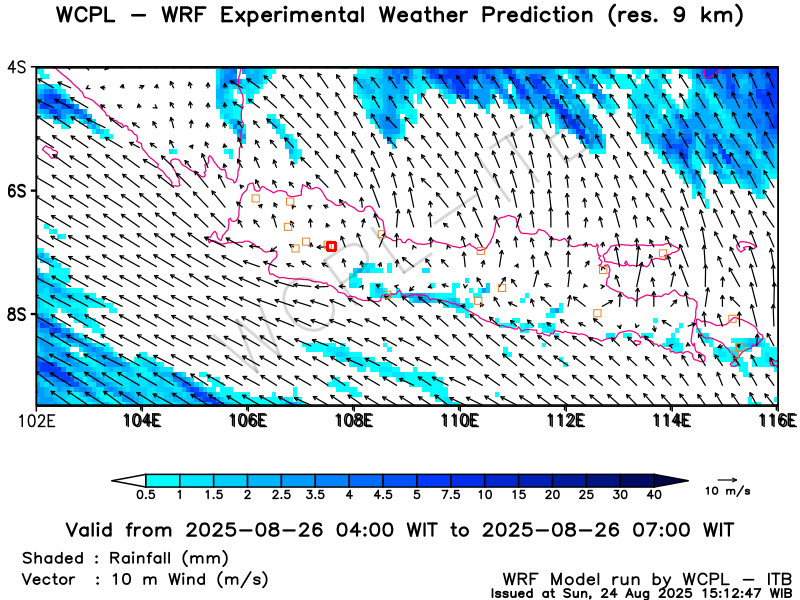 WCPL – WRF Experimental Weather Prediction (res. 9 km)
4S
6S
8S
WCPL-ITB
102E 104E 106E 108E 110E 112E 114E 116E
0.5 1 1.5 2 2.5 3.5 4 4.5 5 7.5 10 15 20 25 30 40
10 m/s
Valid from 2025-08-26 04:00 WIT to 2025-08-26 07:00 WIT
Shaded : Rainfall (mm)
Vector : 10 m Wind (m/s)
WRF Model run by WCPL – ITB
Issued at Sun, 24 Aug 2025 15:12:47 WIB